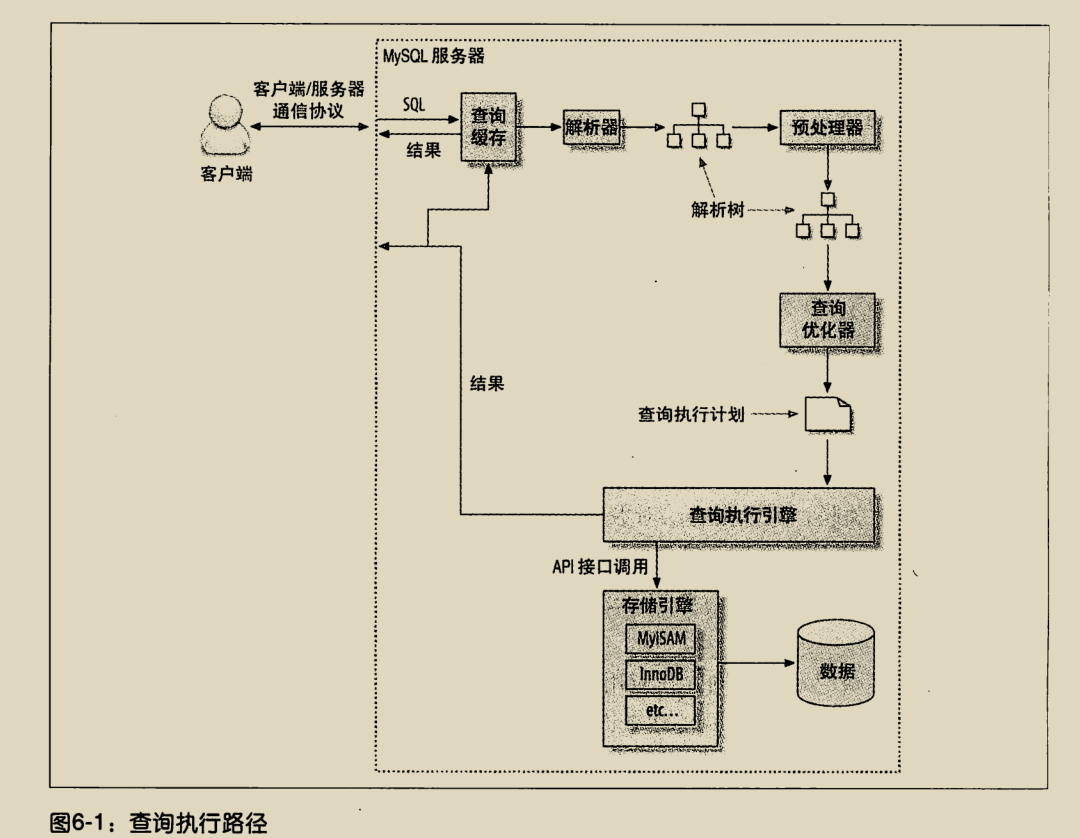 MySQL 服务器
客户端/服务器
通信协议
客户端
SQL
结果
查询
缓存
解析器
预处理器
解析树
查询
优化器
结果
查询执行计划
查询执行引擎
API 接口调用
存储引擎
MyISAM
InnoDB
etc...
数据
图6-1：查询执行路径